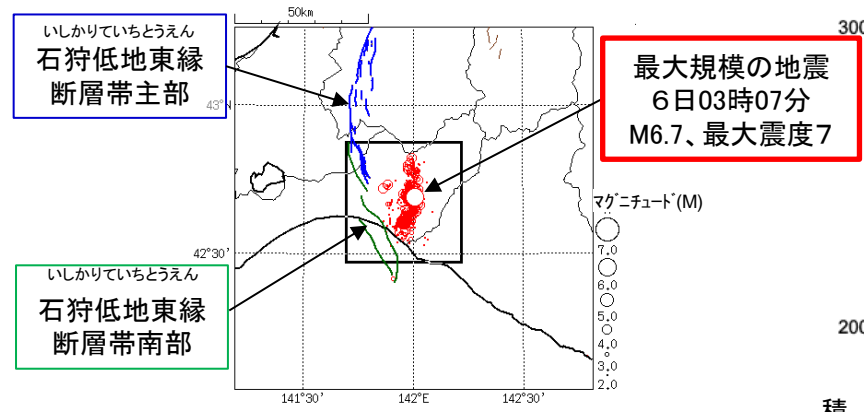 50km
300
いしかりていちとうえん
石狩低地東縁
断層帯主部
最大規模の地震
6日03時07分
M6.7、最大震度7
43°N
マグニチュード(M)
7.0
6.0
5.0
4.0
3.0
2.0
42°30'
いしかりていちとうえん
石狩低地東縁
断層帯南部
200
141°30'
142°E
142°30'
積